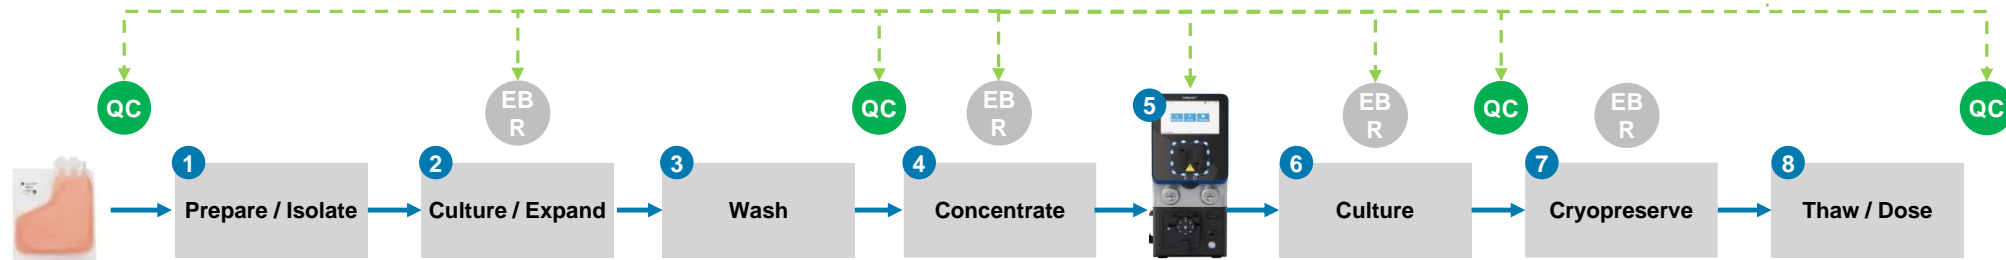 QC
EB
R
QC
EB
R
5
EB
R
QC
EB
R
QC
1
Prepare / Isolate
2
Culture / Expand
3
Wash
4
Concentrate
6
Culture
7
Cryopreserve
8
Thaw / Dose